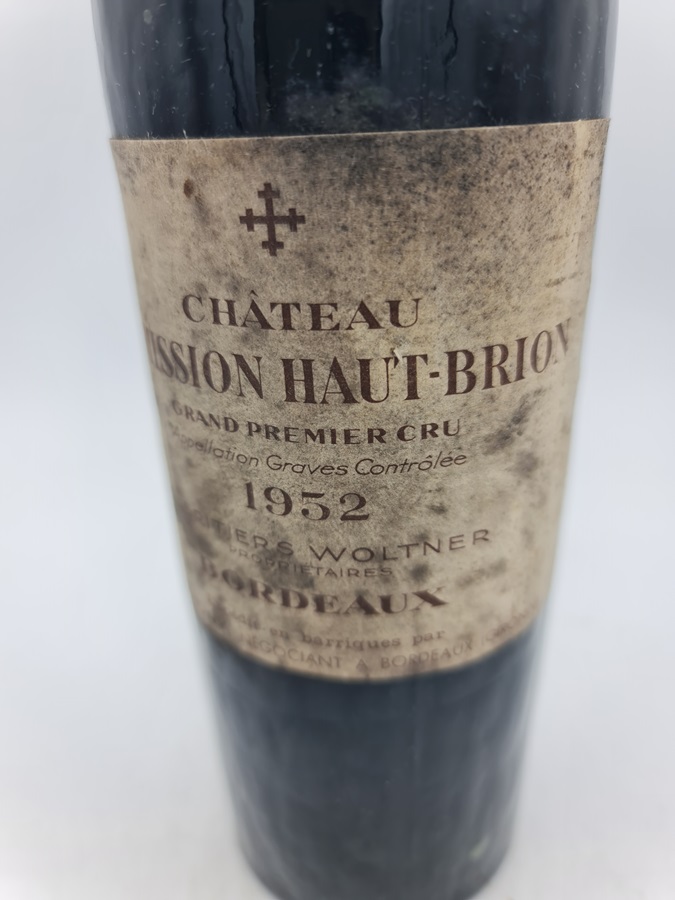 CHÂTEAU
ISSION HAUT-BRION
GRAND PREMIER CRU
Appellation Graves Contrôlée
1952
TIERS WOLTNER
PROPRIÉTAIRES
BORDEAUX
en barriques par
NÉGOCIANT A BORDEAUX